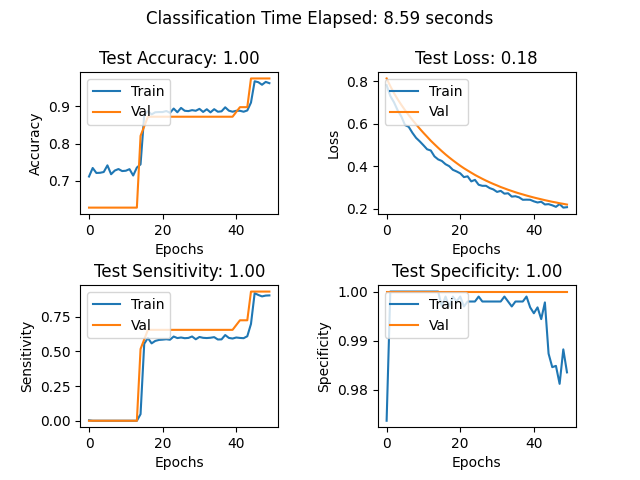 Classification Time Elapsed: 8.59 seconds
Test Accuracy: 1.00
Train
Val
0.9
0.8
0.7
Accuracy
0
20
40
Epochs
Test Loss: 0.18
Train
Val
0.8
0.6
0.4
0.2
Loss
0
20
40
Epochs
Test Sensitivity: 1.00
Train
Val
0.75
0.50
0.25
0.00
Sensitivity
0
20
40
Epochs
Test Specificity: 1.00
Train
Val
1.00
0.99
0.98
Specificity
0
20
40
Epochs